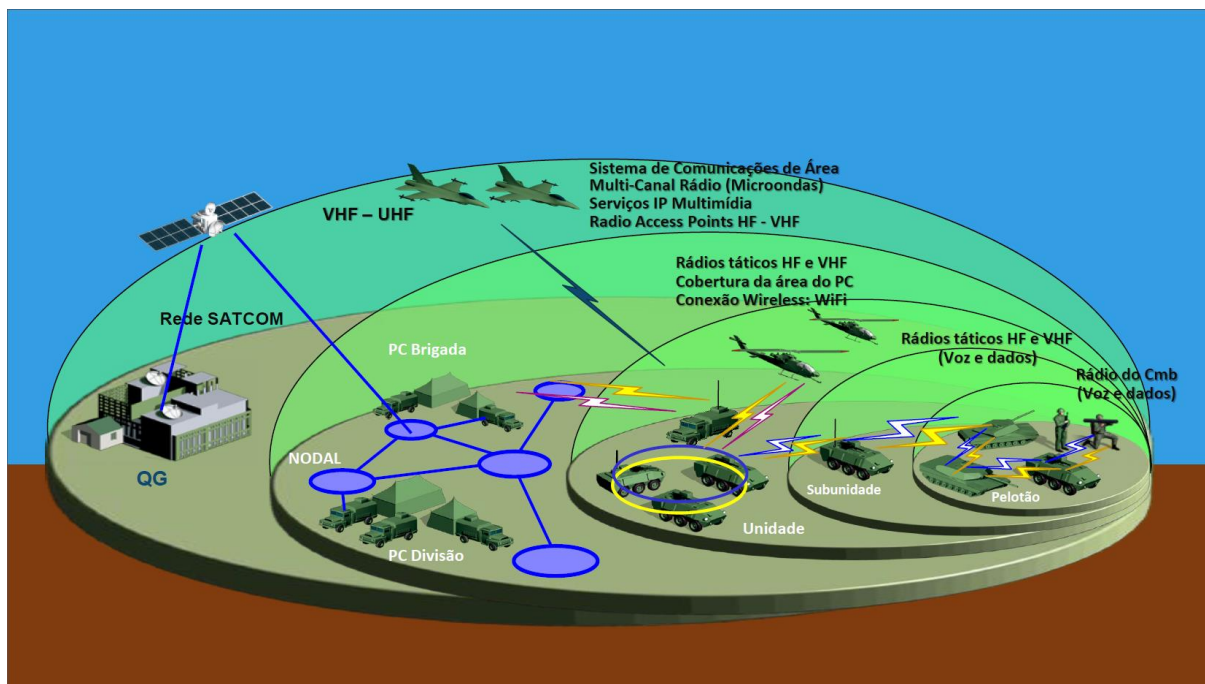 Sistema de Comunicações de Área
Multi-Canal Rádio (Microondas)
Serviços IP Multimídia
Radio Access Points HF - VHF
VHF – UHF
Rádios táticos HF e VHF
Cobertura da área do PC
Conexão Wireless: WiFi
Rede SATCOM
Rádios táticos HF e VHF
(Voz e dados)
PC Brigada
Rádio do Cmb
(Voz e dados)
NODAL
QG
Subunidade
Pelotão
Unidade
PC Divisão